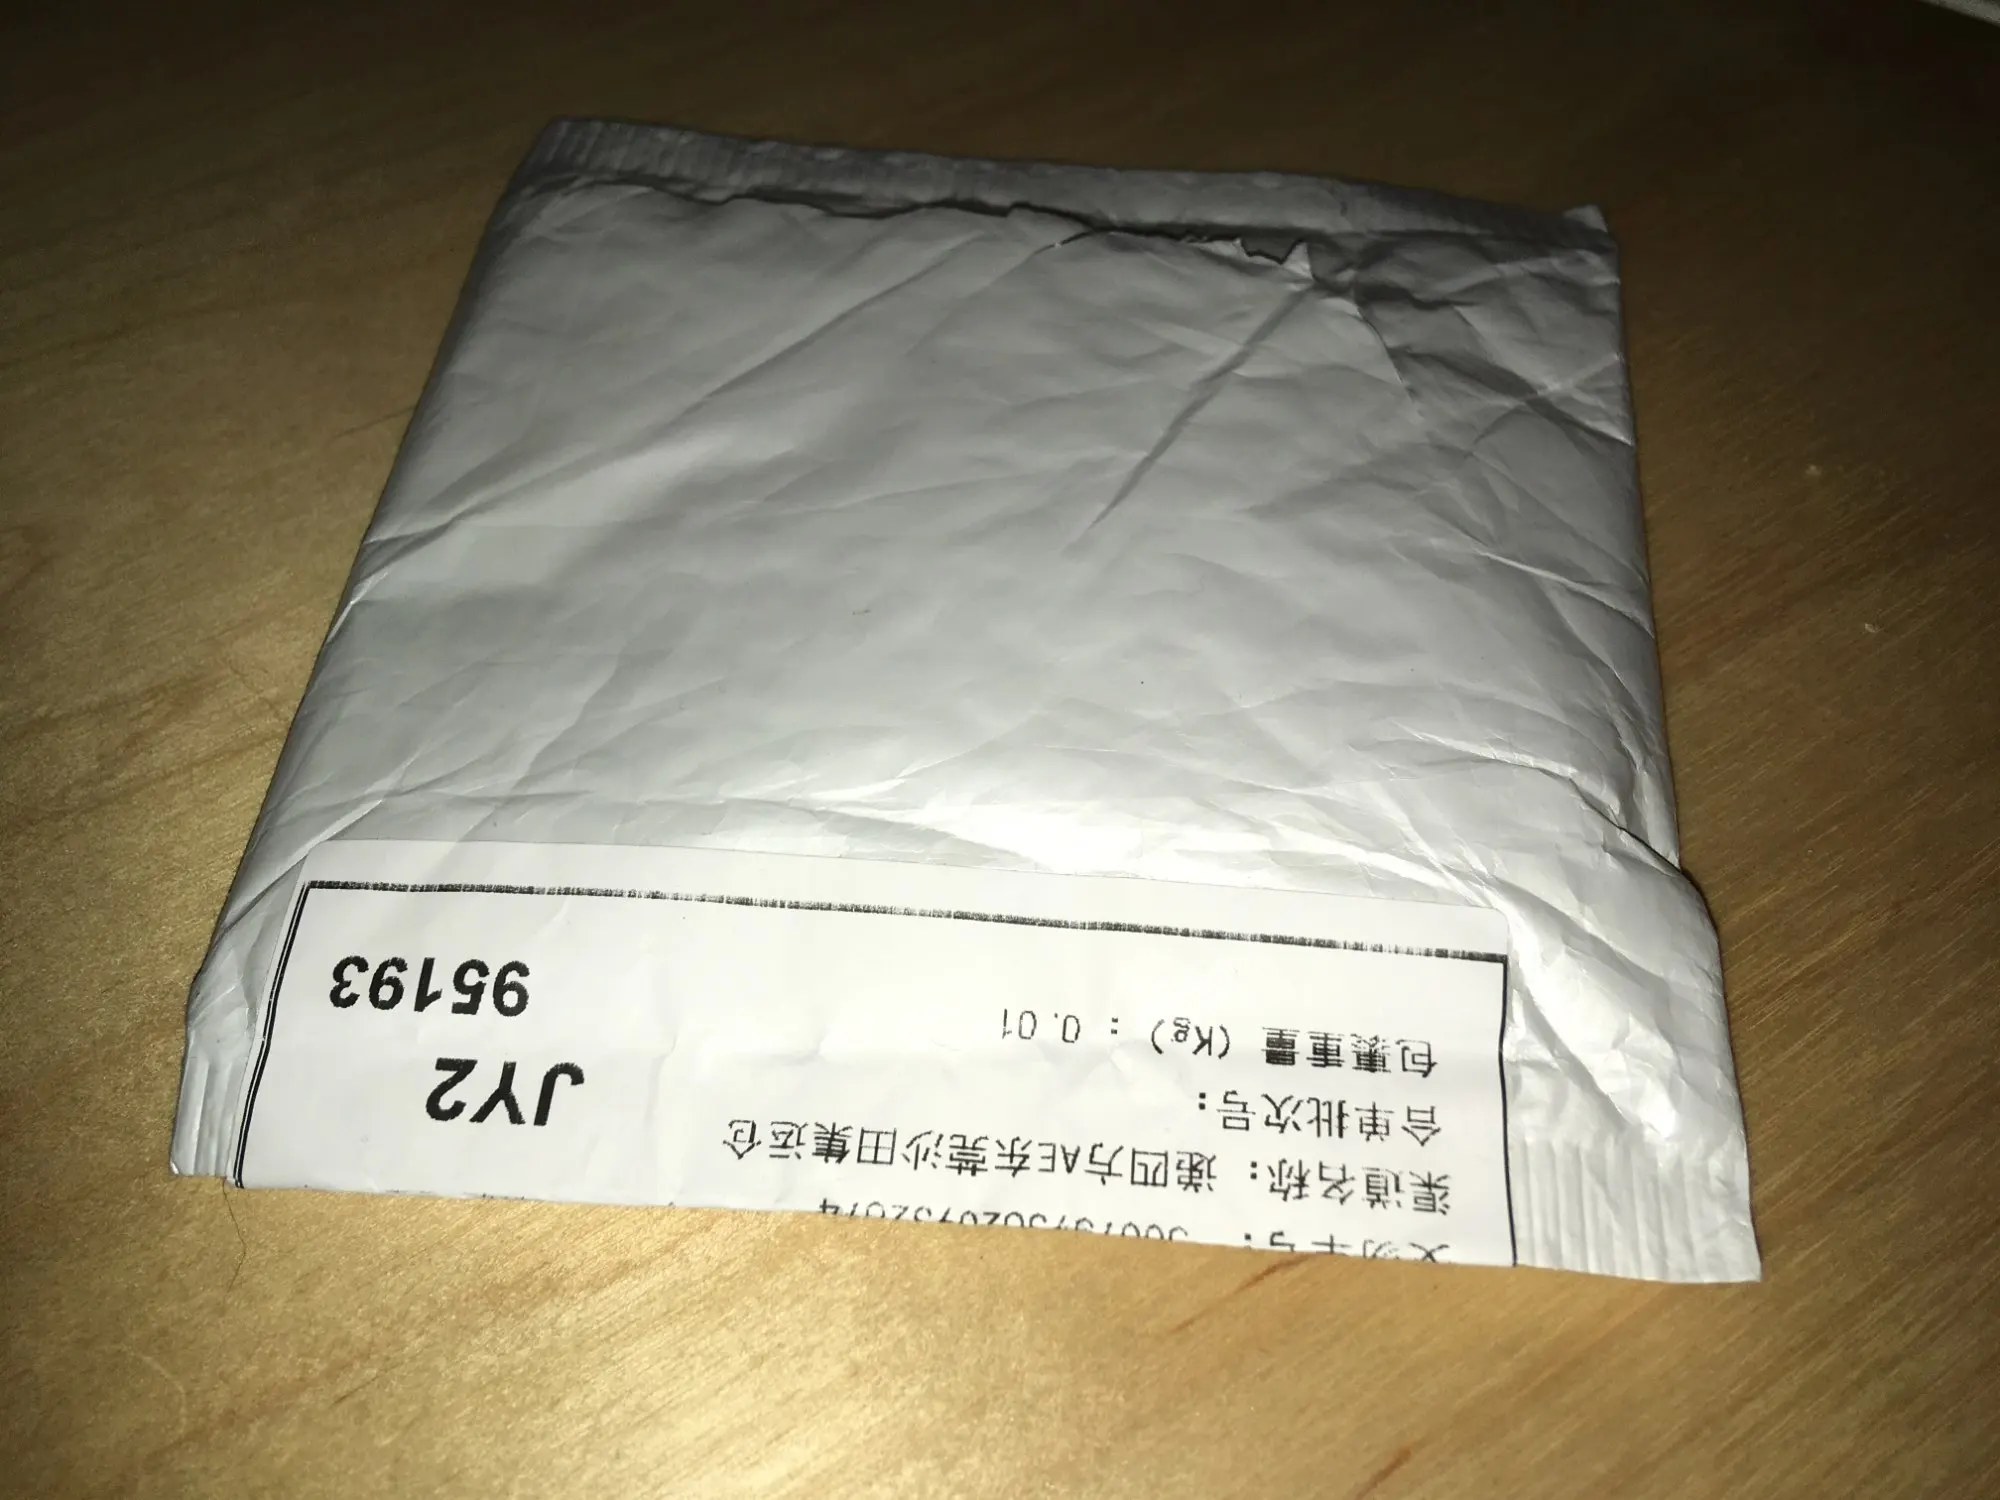 渠道名称: 递四方AE东莞沙田集运仓
合单批次号:
JY2
包裹重量 (Kg) : 0.01
95193